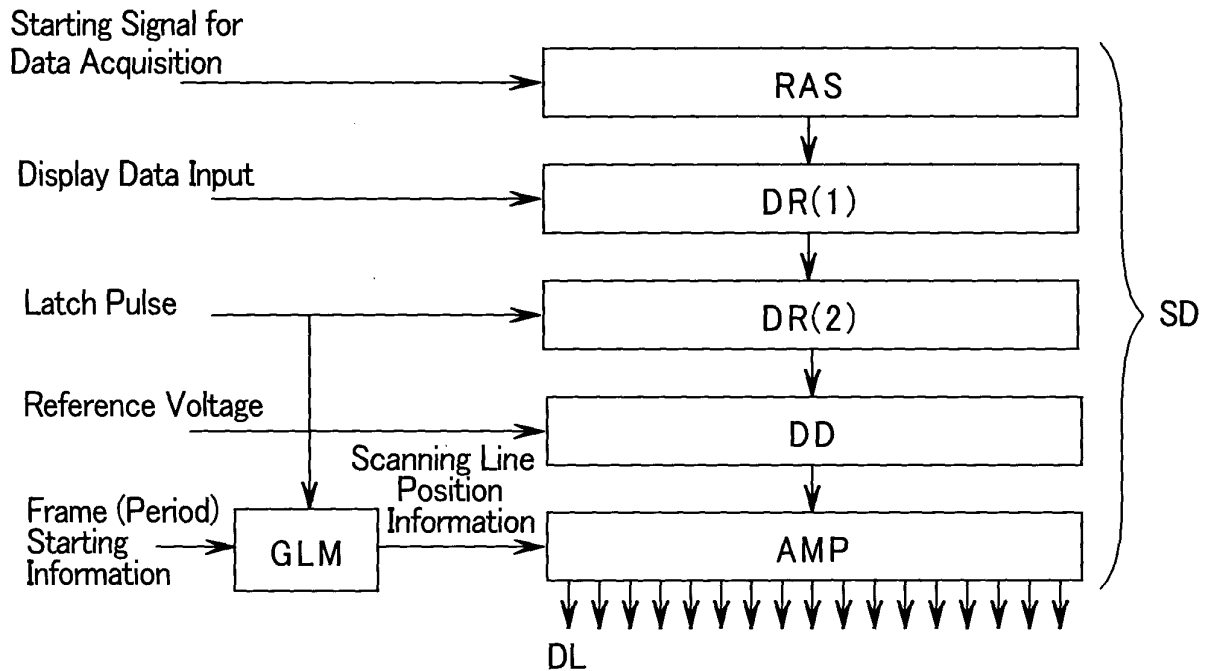 Starting Signal for
Data Acquisition
RAS
Display Data Input
DR(1)
Latch Pulse
DR(2)
SD
Reference Voltage
DD
Scanning Line
Position
Information
Frame (Period)
Starting
Information
GLM
AMP
DL